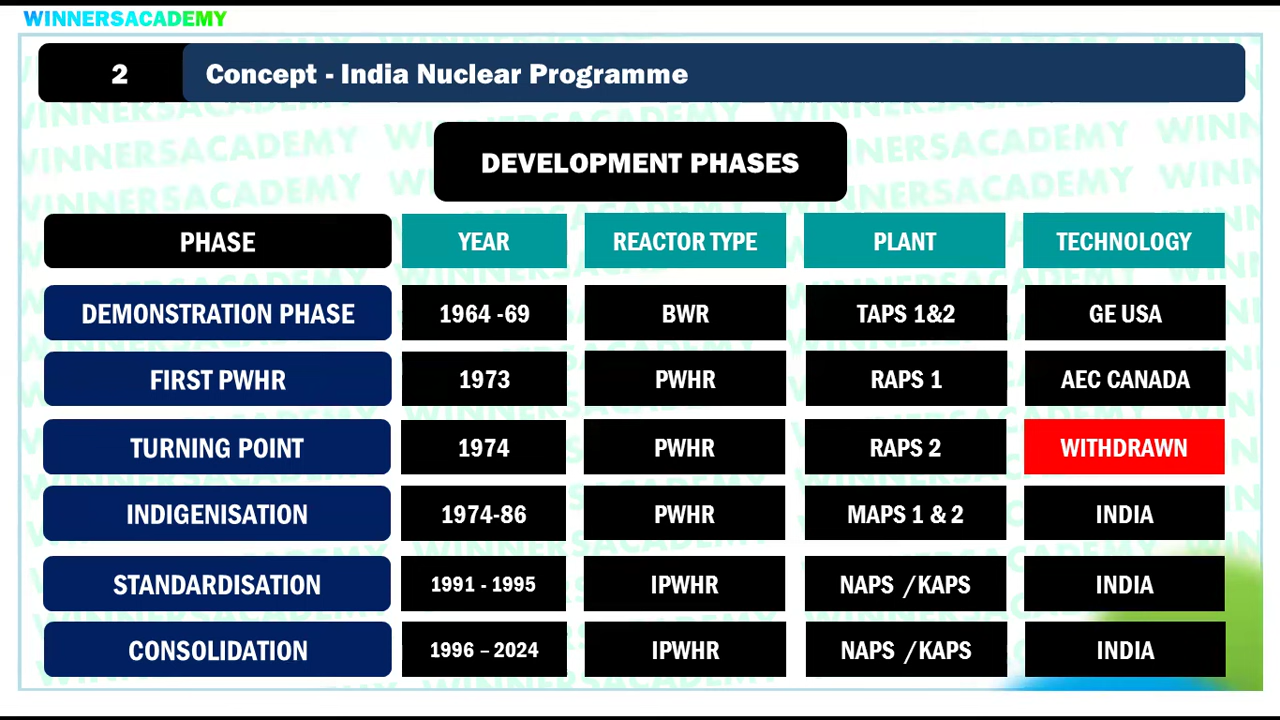 WINNERSACADEMY
2 Concept - India Nuclear Programme
DEVELOPMENT PHASES
PHASE YEAR REACTOR TYPE PLANT TECHNOLOGY
DEMONSTRATION PHASE 1964 -69 BWR TAPS 1&2 GE USA
FIRST PWHR 1973 PWHR RAPS 1 AEC CANADA
TURNING POINT 1974 PWHR RAPS 2 WITHDRAWN
INDIGENISATION 1974-86 PWHR MAPS 1 & 2 INDIA
STANDARDISATION 1991 - 1995 IPWHR NAPS /KAPS INDIA
CONSOLIDATION 1996 – 2024 IPWHR NAPS /KAPS INDIA